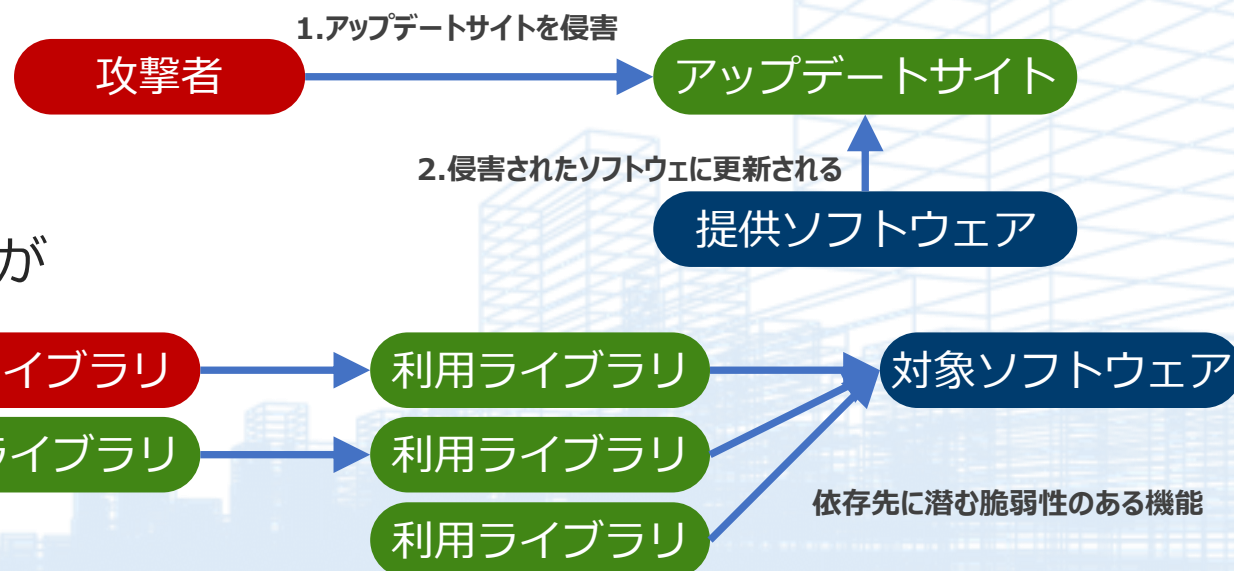 1.アップデートサイトを侵害
攻撃者
アップデートサイト
2.侵害されたソフトウェに更新される
提供ソフトウェア
が
イブラリ
利用ライブラリ
対象ソフトウェア
ライブラリ
利用ライブラリ
依存先に潜む脆弱性のある機能
利用ライブラリ